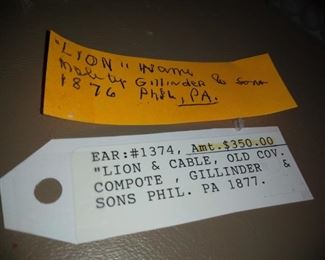 "LION" Name
Made by Gillinder & Sons
1876 Phil, PA.
EAR:#1374, Amt.$350.00
"LION & CABLE, OLD COV.
COMPOTE , GILLINDER &
SONS PHIL. PA 1877.